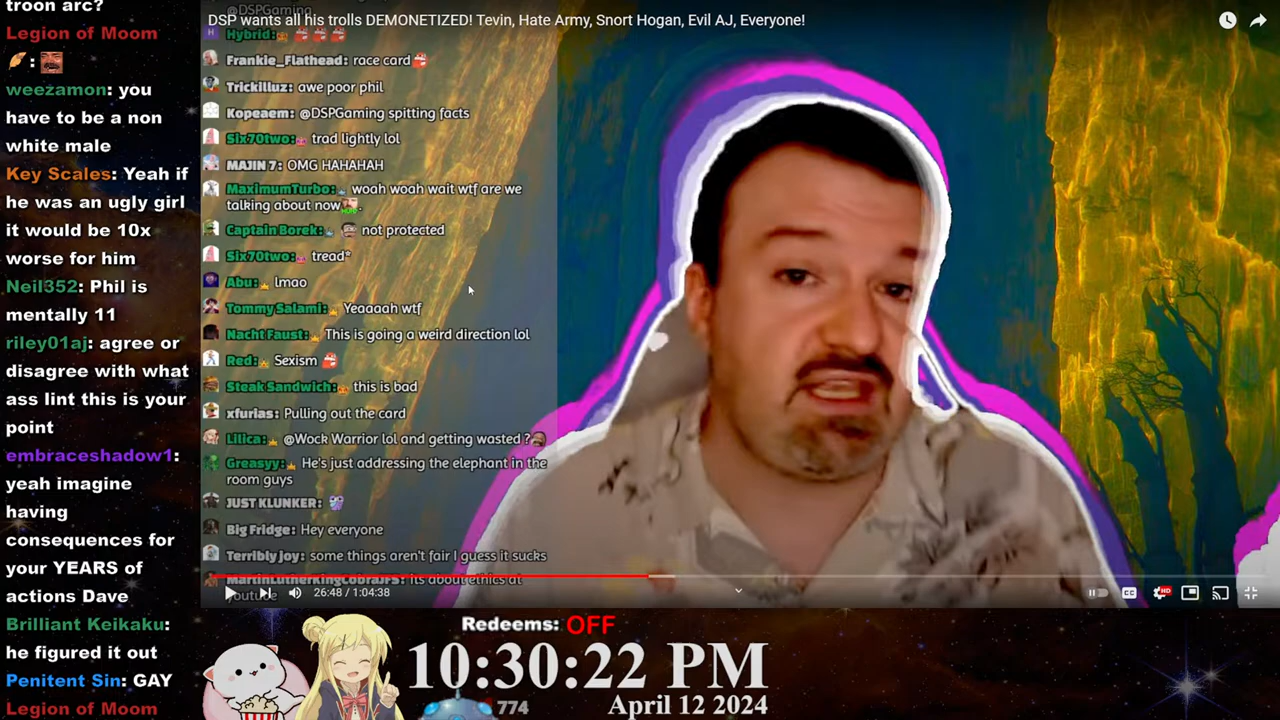 troon arc?
Legion of Moom
:
weezamon: you
have to be a non
white male
Key Scales: Yeah if
he was an ugly girl
it would be 10x
worse for him
Neil352: Phil is
mentally 11
riley01aj: agree or
disagree with what
ass lint this is your
point
embraceshadow1:
yeah imagine
having
consequences for
your YEARS of
actions Dave
Brilliant Keikaku:
he figured it out
Penitent Sin: GAY
Legion of Moom
@DSPGaming
DSP wants all his trolls DEMONETIZED! Tevin, Hate Army, Snort Hogan, Evil AJ, Everyone!
Hybrid:
Frankie_Flathead: race card
Trickilluz: awe poor phil
Kopeaem: @DSPGaming spitting facts
Six70two: trad lightly lol
MAJIN 7: OMG HAHAHAH
MaximumTurbo: woah woah wait wtf are we
talking about now
Captain Borek: not protected
Six70two: tread*
Abu: lmao
Tommy Salami: Yeaaaah wtf
Nacht Faust: This is going a weird direction lol
Red: Sexism
Steak Sandwich: this is bad
xfurias: Pulling out the card
Lilica: @Wock Warrior lol and getting wasted ?
Greasyy: He's just addressing the elephant in the
room guys
JUST KLUNKER:
Big Fridge: Hey everyone
Terribly Joy: some things aren't fair I guess it sucks
MartinLutherKingCobraJFS: its about ethics at
youtube
26:48 / 1:04:38
CC
HD
Redeems: OFF
10:30:22 PM
774
April 12 2024